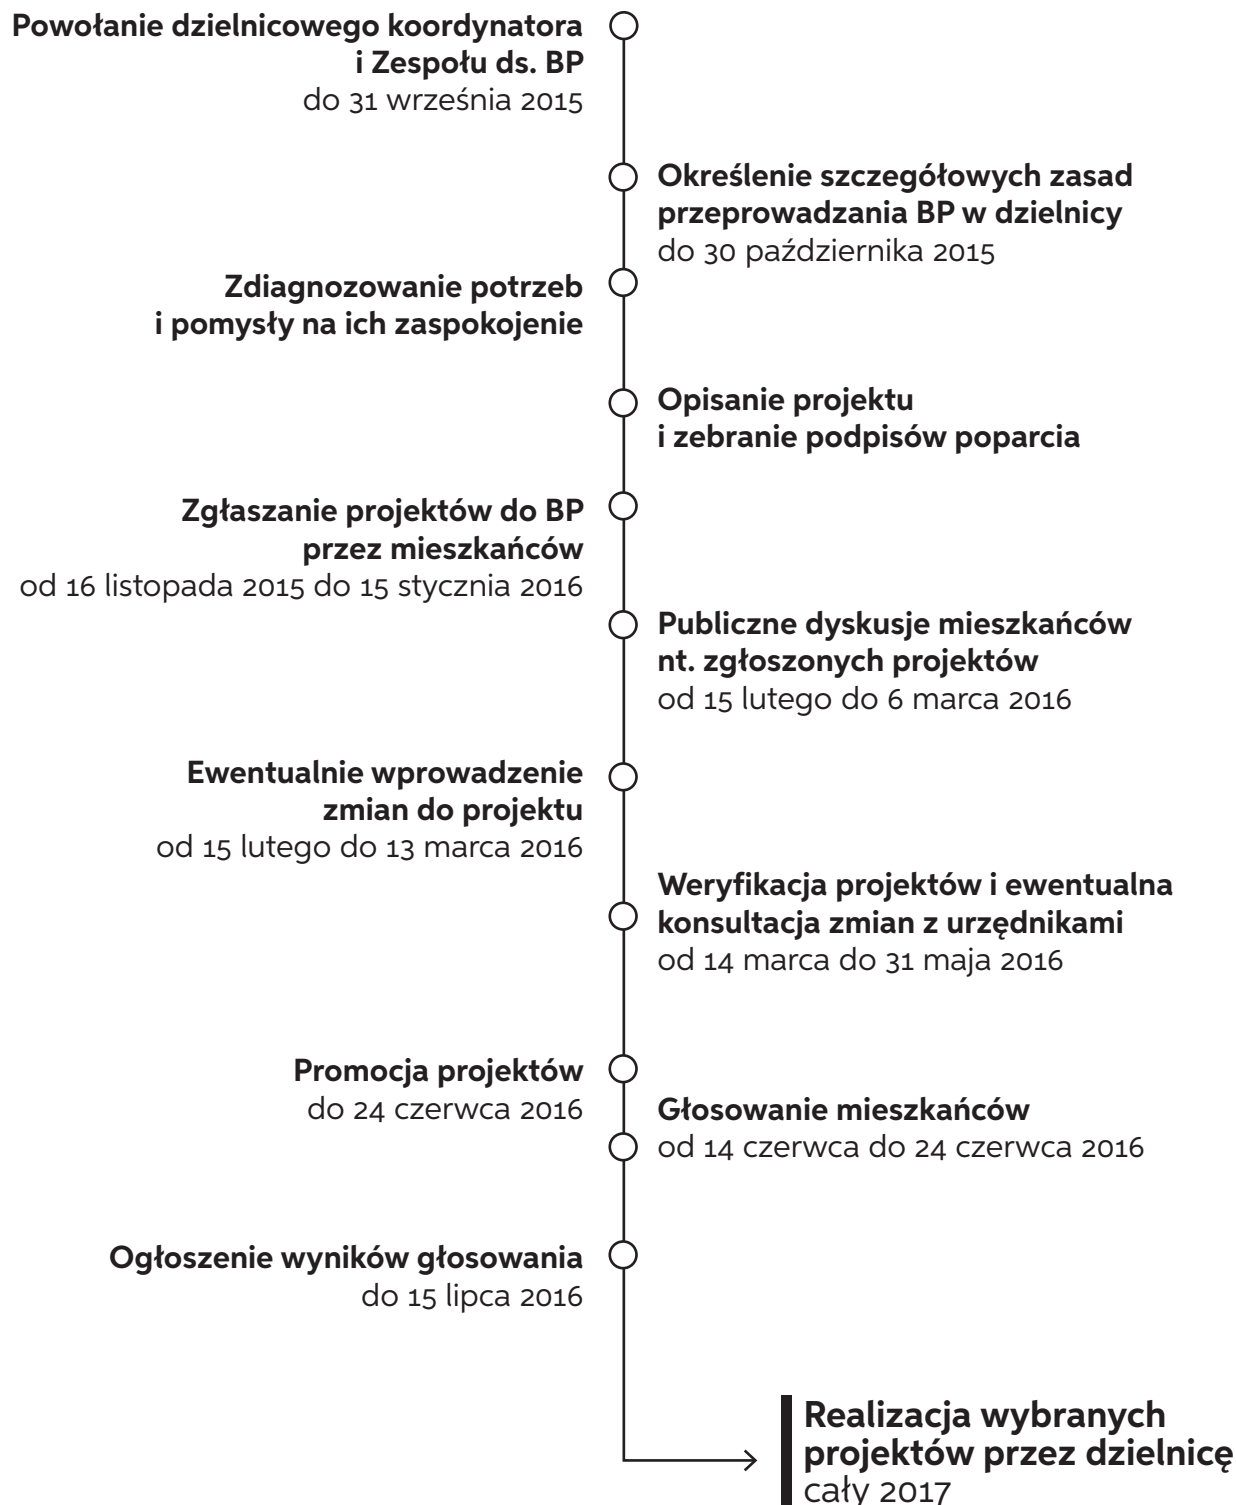 Powołanie dzielnicowego koordynatora
i Zespołu ds. BP
do 31 września 2015
Określenie szczegółowych zasad
przeprowadzania BP w dzielnicy
do 30 października 2015
Zdiagnozowanie potrzeb
i pomysły na ich zaspokojenie
Opisanie projektu
i zebranie podpisów poparcia
Zgłaszanie projektów do BP
przez mieszkańców
od 16 listopada 2015 do 15 stycznia 2016
Publiczne dyskusje mieszkańców
nt. zgłoszonych projektów
od 15 lutego do 6 marca 2016
Ewentualnie wprowadzenie
zmian do projektu
od 15 lutego do 13 marca 2016
Weryfikacja projektów i ewentualna
konsultacja zmian z urzędnikami
od 14 marca do 31 maja 2016
Promocja projektów
do 24 czerwca 2016
Głosowanie mieszkańców
od 14 czerwca do 24 czerwca 2016
Ogłoszenie wyników głosowania
do 15 lipca 2016
Realizacja wybranych
projektów przez dzielnicę
cały 2017